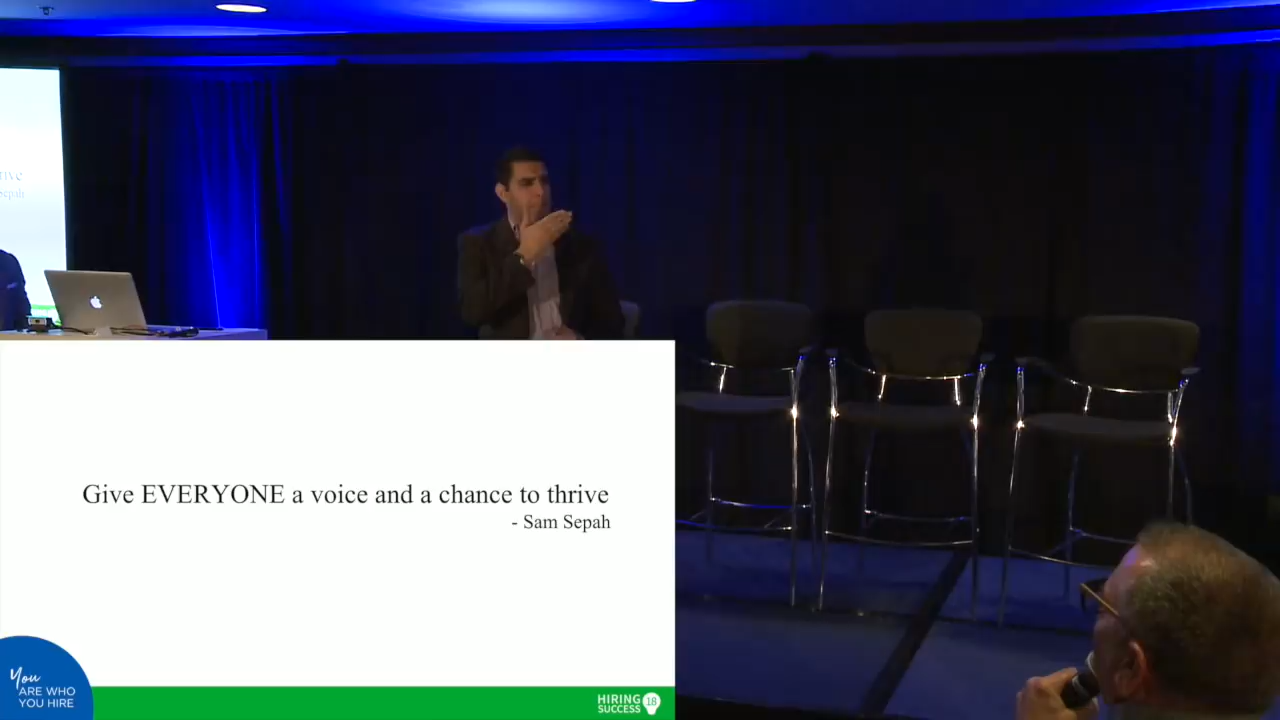 Give EVERYONE a voice and a chance to thrive
- Sam Sepah
You
ARE WHO
YOU HIRE
HIRING
SUCCESS
18